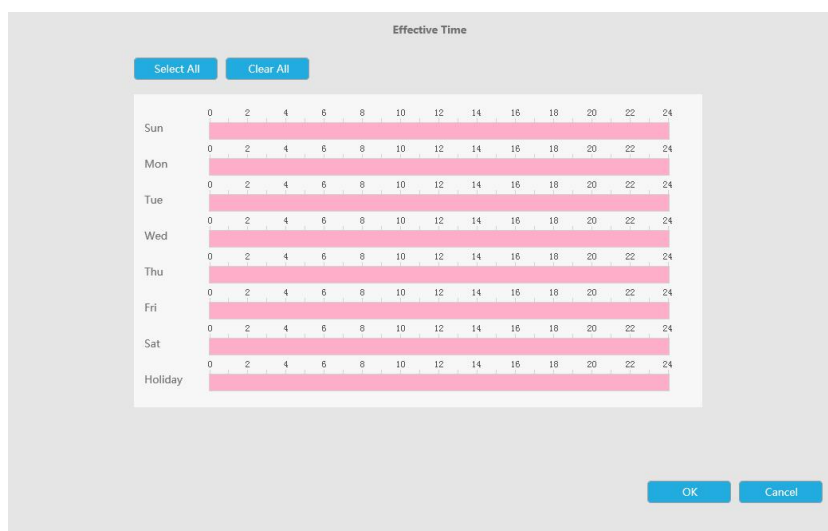 Effective Time
Select All Clear All
0 2 4 6 8 10 12 14 16 18 20 22 24
Sun
0 2 4 6 8 10 12 14 16 18 20 22 24
Mon
0 2 4 6 8 10 12 14 16 18 20 22 24
Tue
0 2 4 6 8 10 12 14 16 18 20 22 24
Wed
0 2 4 6 8 10 12 14 16 18 20 22 24
Thu
0 2 4 6 8 10 12 14 16 18 20 22 24
Fri
0 2 4 6 8 10 12 14 16 18 20 22 24
Sat
0 2 4 6 8 10 12 14 16 18 20 22 24
Holiday
OK Cancel